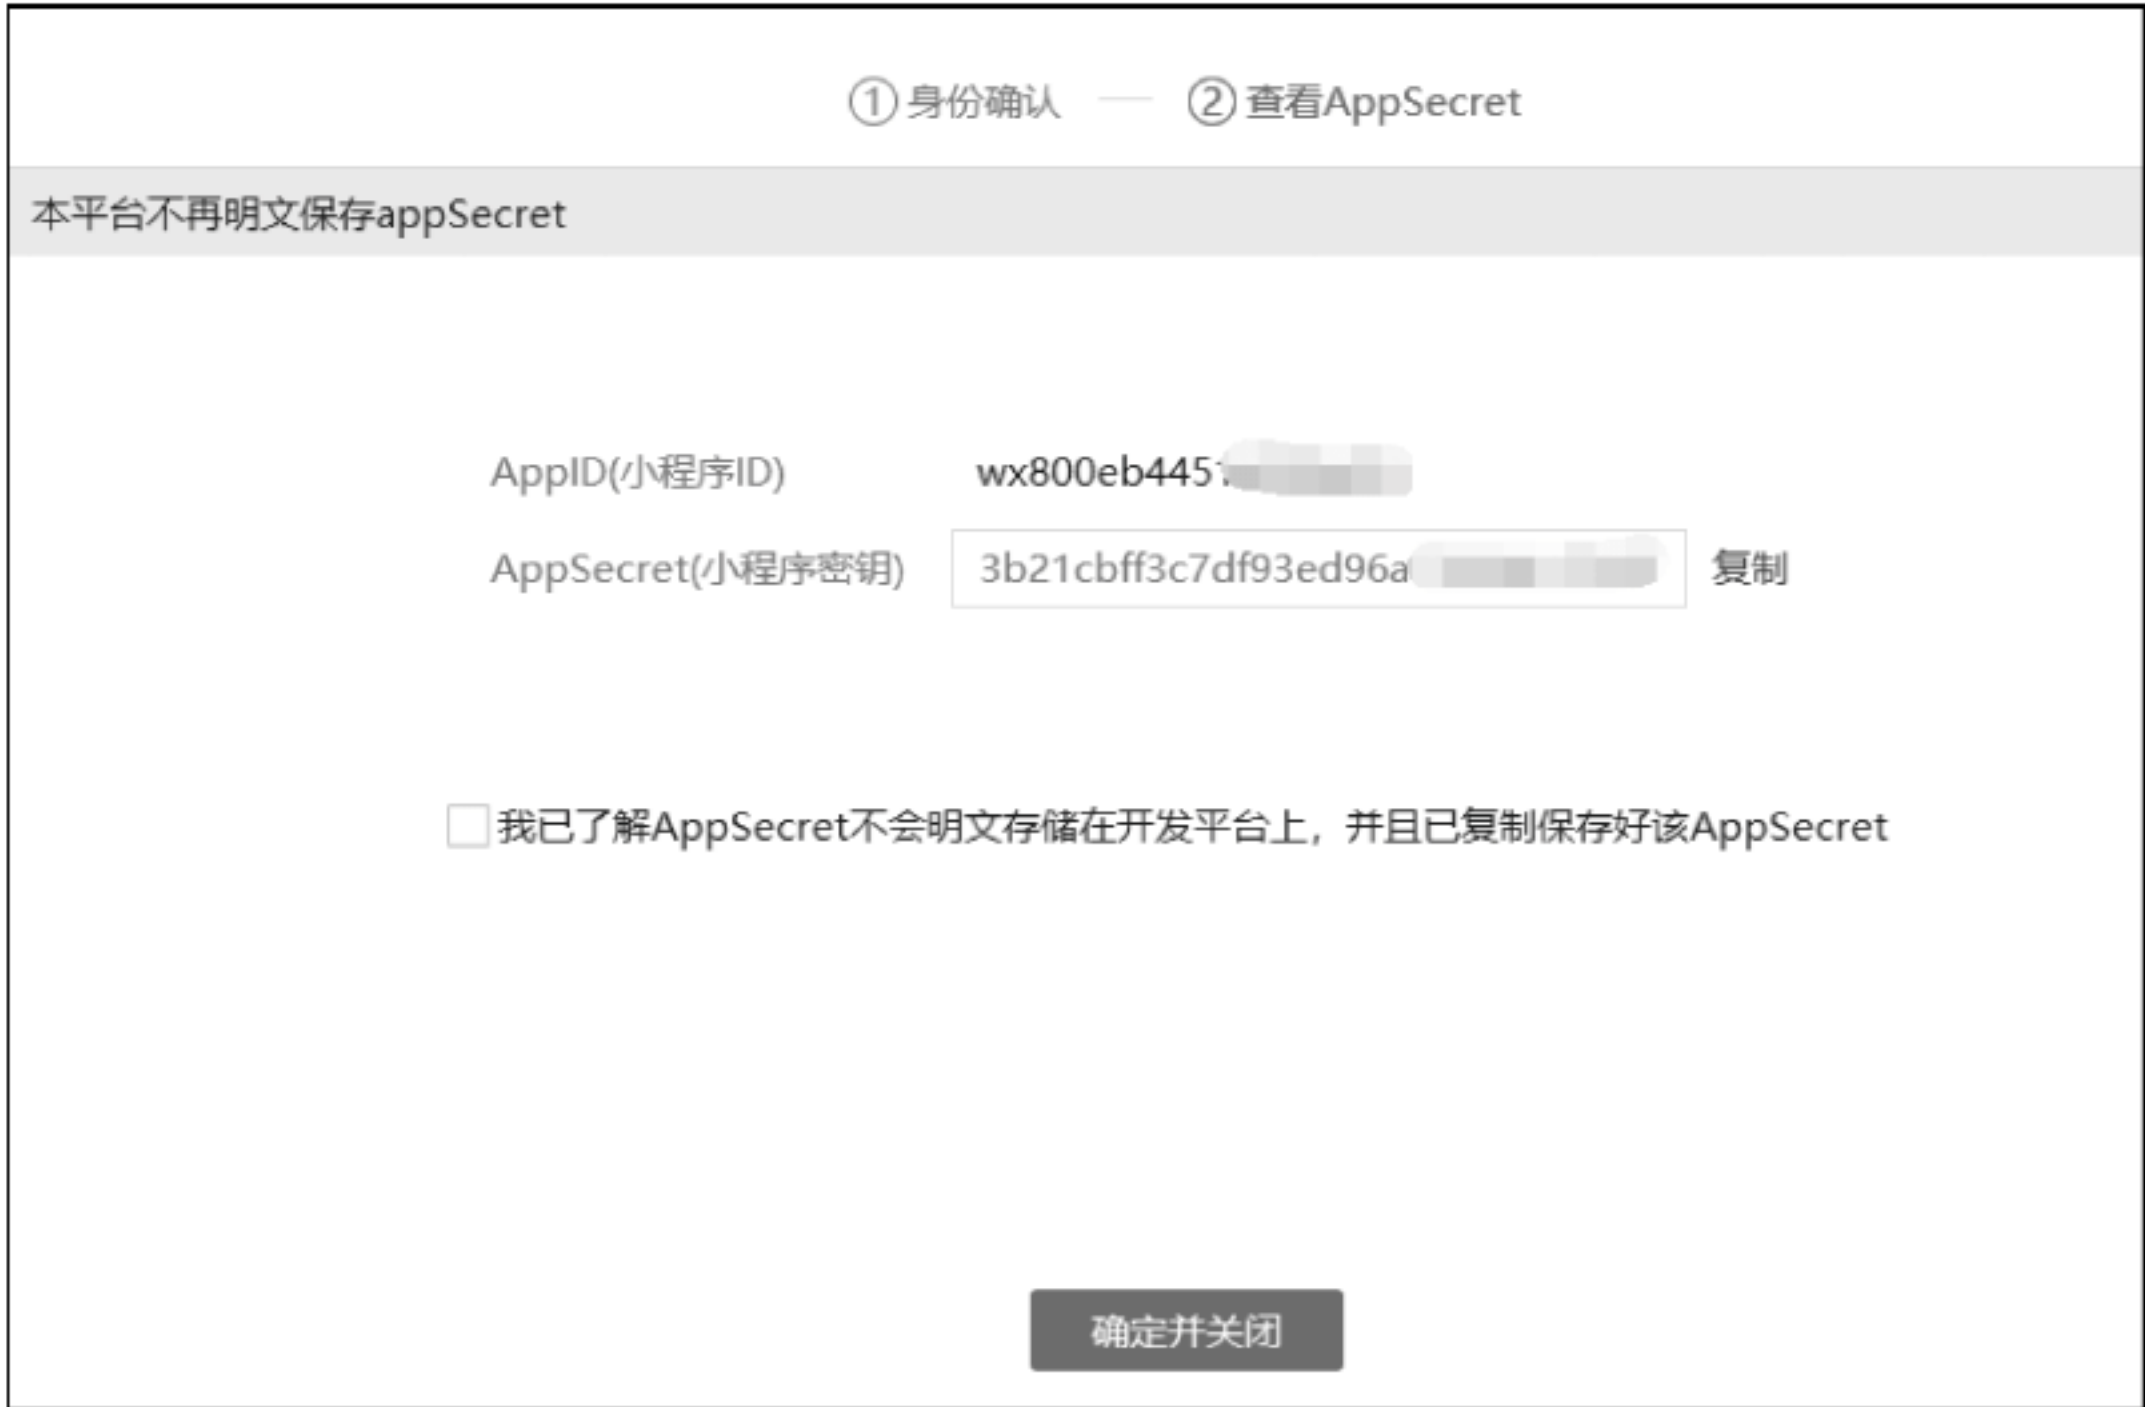 ① 身份确认 — ② 查看AppSecret
本平台不再明文保存appSecret
AppID(小程序ID) wx800eb445
AppSecret(小程序密钥) 3b21cbff3c7df93ed96a 复制
我已了解AppSecret不会明文存储在开发平台上，并且已复制保存好该AppSecret
确定并关闭